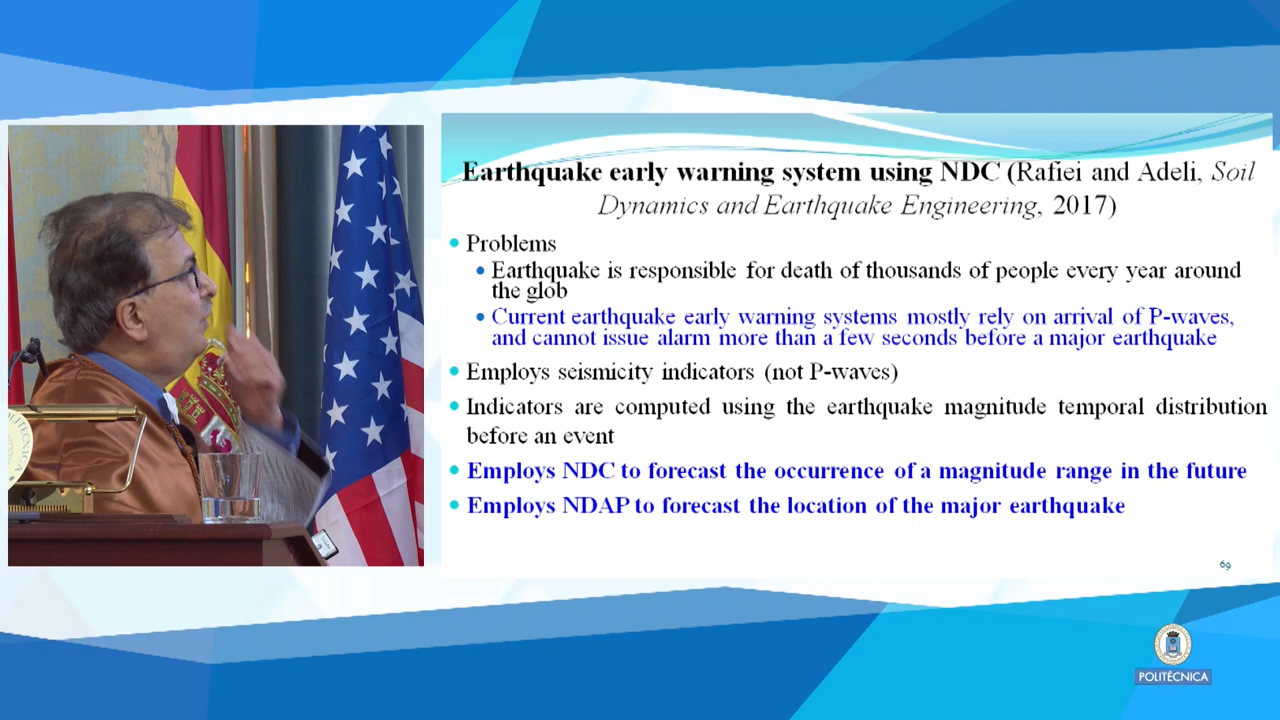 Earthquake early warning system using NDC (Rafiei and Adeli, Soil
Dynamics and Earthquake Engineering, 2017)
Problems
Earthquake is responsible for death of thousands of people every year around
the glob
Current earthquake early warning systems mostly rely on arrival of P-waves,
and cannot issue alarm more than a few seconds before a major earthquake
Employs seismicity indicators (not P-waves)
Indicators are computed using the earthquake magnitude temporal distribution
before an event
Employs NDC to forecast the occurrence of a magnitude range in the future
Employs NDAP to forecast the location of the major earthquake
69
POLITÉCNICA